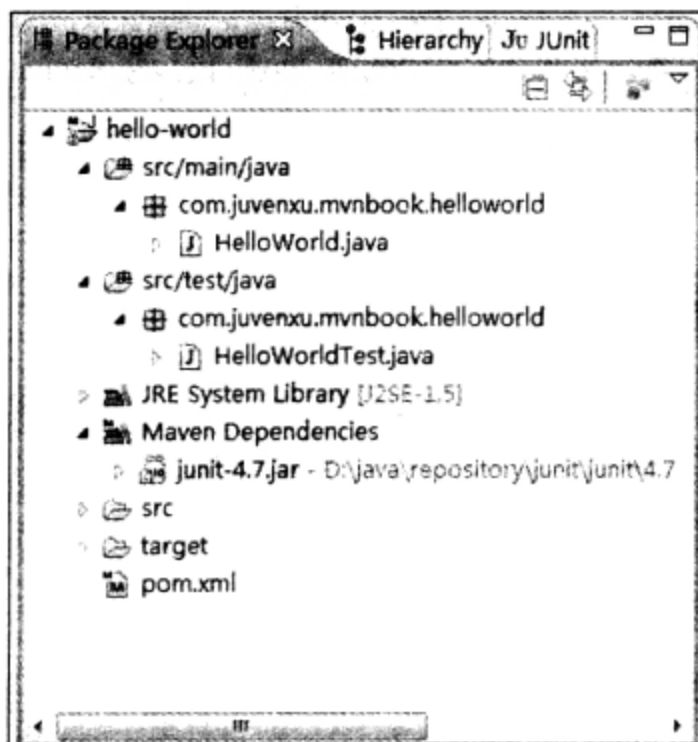 Package Explorer Hierarchy Ju JUnit
hello-world
src/main/java
com.juvenxu.mvnbook.helloworld
HelloWorld.java
src/test/java
com.juvenxu.mvnbook.helloworld
HelloWorldTest.java
JRE System Library [J2SE-1.5]
Maven Dependencies
junit-4.7.jar - D:\java\repository\junit\junit\4.7
src
target
pom.xml